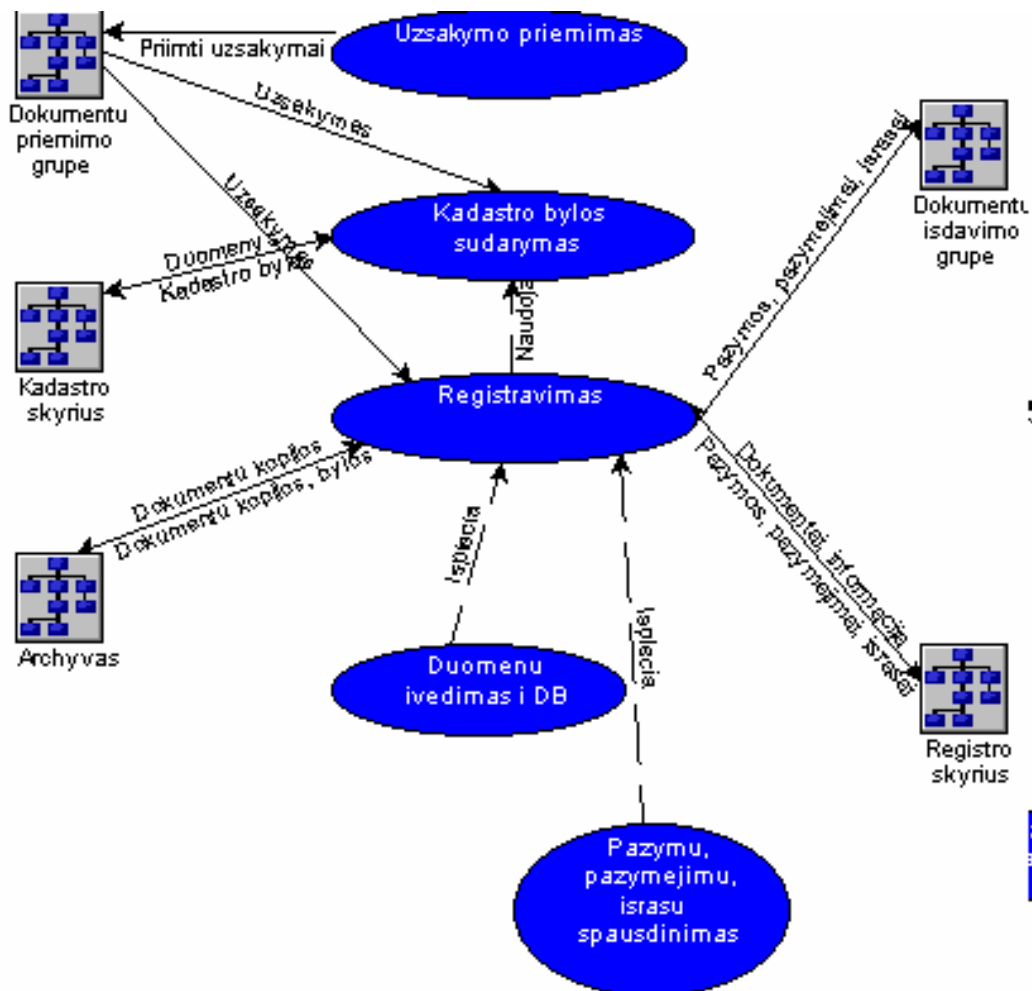 Uzsakymo priemimas
Priimti uzsakymai
Dokumentu
priemimo
grupe
Uzsakymas
Uzsakymas
Kadastro bylos
sudarymas
Dokumentu
isdavimo
grupe
Pazymos, pazymejimai, israsai
Duomenys
Kadastro byla
Kadastro
skyrius
Naudoja
Registravimas
Dokumentų kopijos
Dokumentų kopijos, bylos
Archyvas
Isplecia
Isplecia
Dokumentai, informacija
Pazymos, pazymejimai, israsai
Duomenu
ivedimas i DB
Registro
skyrius
Pazymu,
pazymejimu,
israsu
spausdinimas